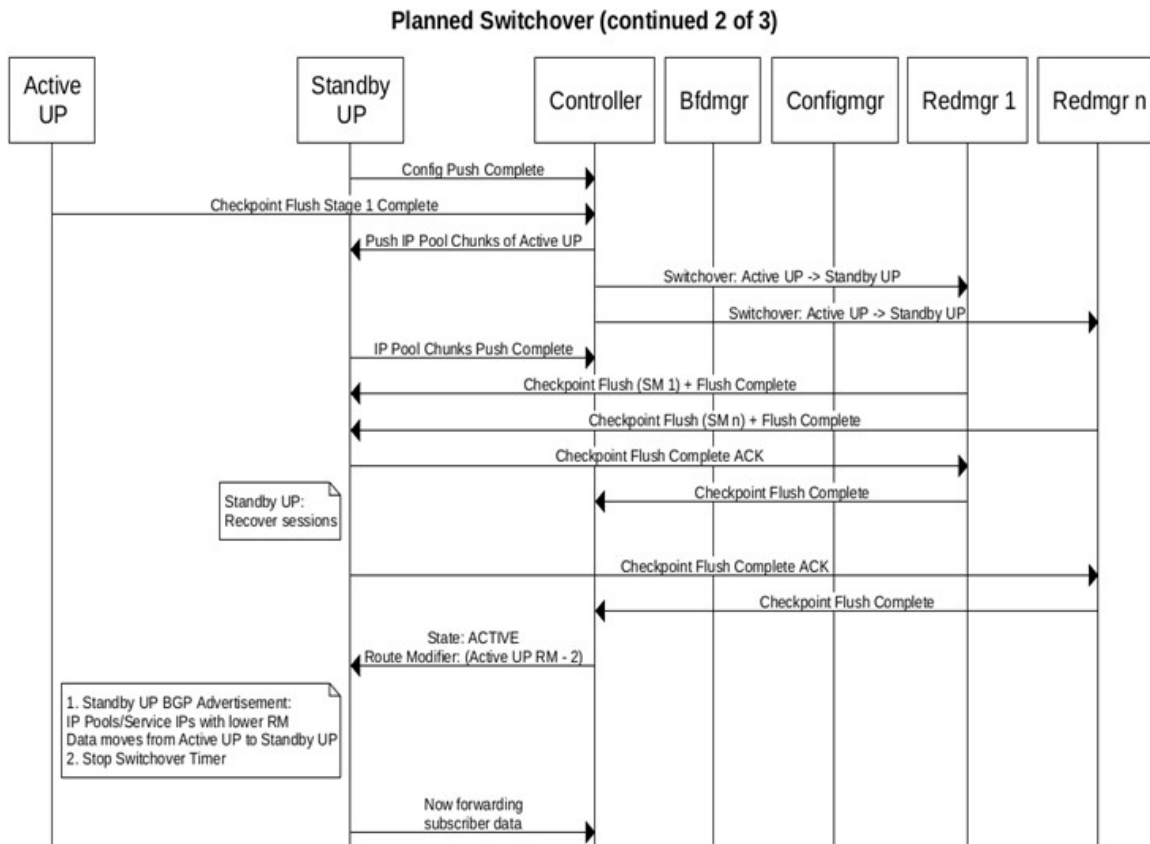 Planned Switchover (continued 2 of 3)
Active
UP
Standby
UP
Controller
Bfdmgr
Configmgr
Redmgr 1
Redmgr n
Config Push Complete
Checkpoint Flush Stage 1 Complete
Push IP Pool Chunks of Active UP
Switchover: Active UP -> Standby UP
Switchover: Active UP -> Standby UP
IP Pool Chunks Push Complete
Checkpoint Flush (SM 1) + Flush Complete
Checkpoint Flush (SM n) + Flush Complete
Checkpoint Flush Complete ACK
Checkpoint Flush Complete
Standby UP:
Recover sessions
Checkpoint Flush Complete ACK
Checkpoint Flush Complete
State: ACTIVE
Route Modifier: (Active UP RM - 2)
1. Standby UP BGP Advertisement:
IP Pools/Service IPs with lower RM
Data moves from Active UP to Standby UP
2. Stop Switchover Timer
Now forwarding
subscriber data